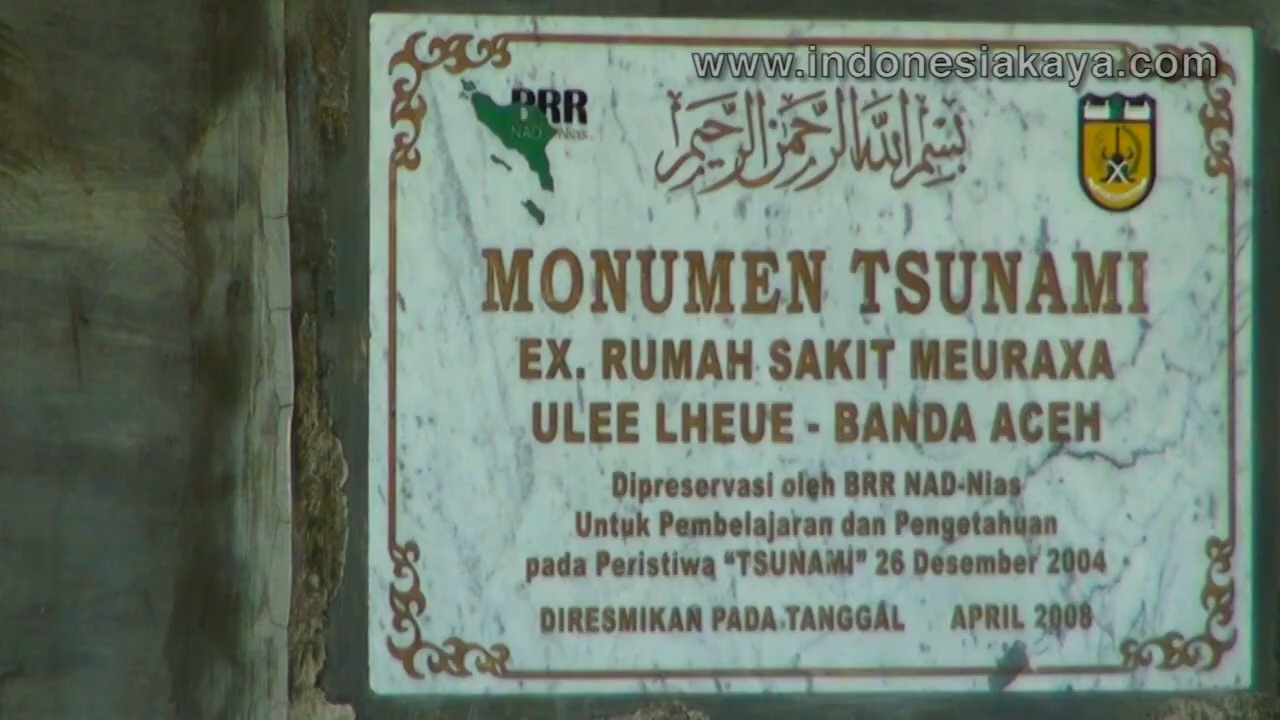 www.indonesiakaya.com
BRR
NAD Nias
بسم الله الرحمن الرحيم
MONUMEN TSUNAMI
EX. RUMAH SAKIT MEURAXA
ULEE LHEUE - BANDA ACEH
Dipreservasi oleh BRR NAD-Nias
Untuk Pembelajaran dan Pengetahuan
pada Peristiwa “TSUNAMI” 26 Desember 2004
DIRESMIKAN PADA TANGGAL APRIL 2008